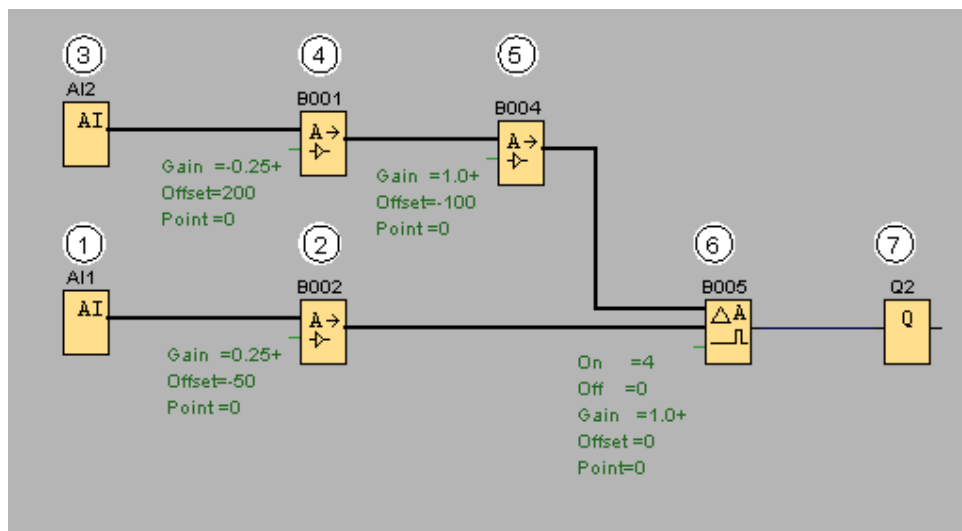 3
4
5
AI2
B001
B004
AI
A→
A→
Gain =-0.25+
Offset=200
Point =0
Gain =1.0+
Offset=-100
Point =0
1
2
6
7
AI1
B002
B005
Q2
AI
A→
△A
Q
Gain =0.25+
Offset=-50
Point =0
On =4
Off =0
Gain =1.0+
Offset =0
Point=0